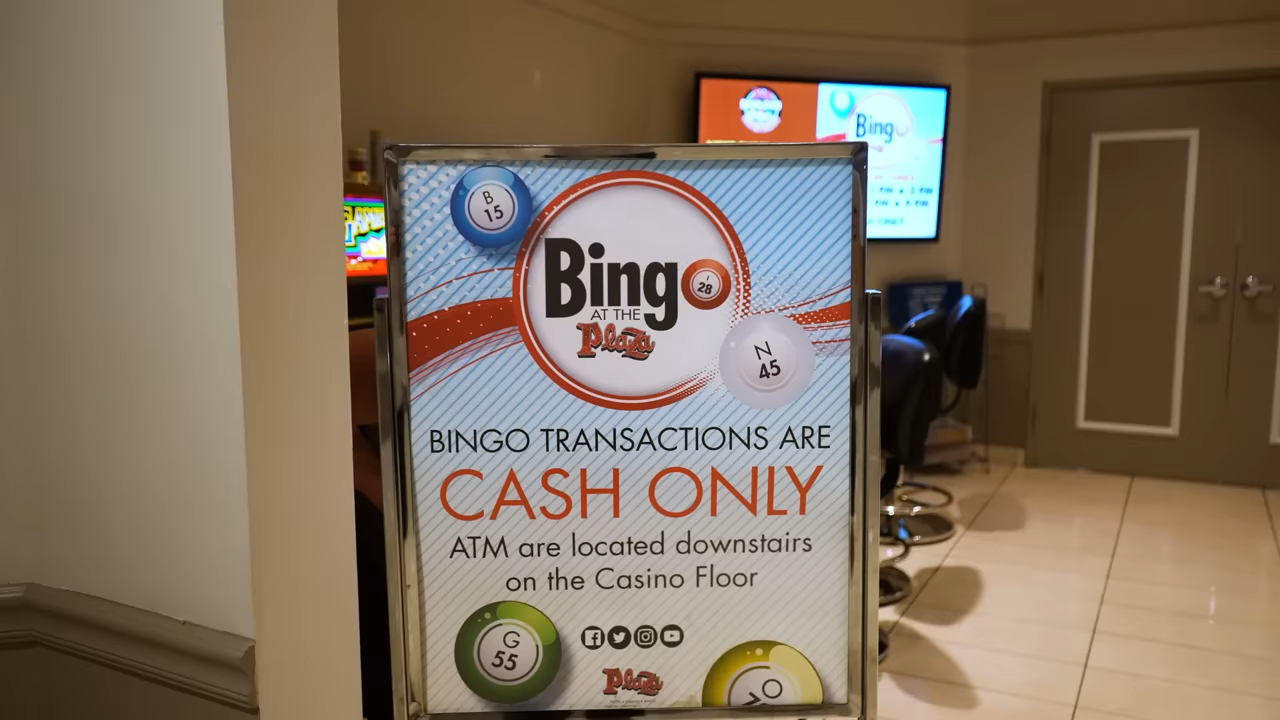 B
15
Bingo
I
28
AT THE
Plaza
N
45
BINGO TRANSACTIONS ARE
CASH ONLY
ATM are located downstairs
on the Casino Floor
G
55
O
Plaza
Bingo